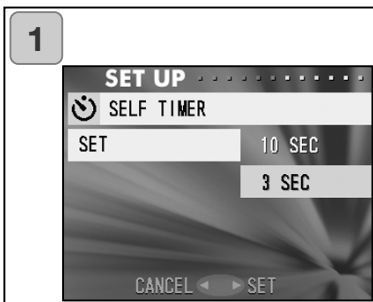 1
SET UP
SELF TIMER
SET 10 SEC
3 SEC
CANCEL SET